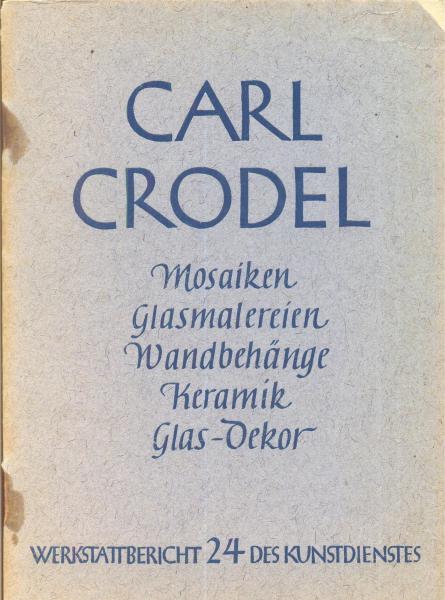 CARL
CRODEL
Mosaiken
Glasmalereien
Wandbehänge
Keramik
Glas-Dekor
WERKSTATTBERICHT 24 DES KUNSTDIENSTES